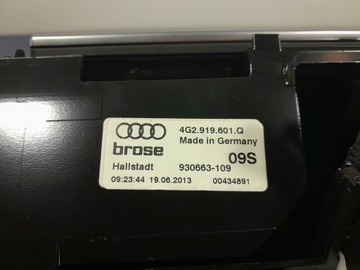 4G2.919.601.Q
Made in Germany
brose
09S
Hallstadt 930663-109
09:23:44 19.06.2013 00434891